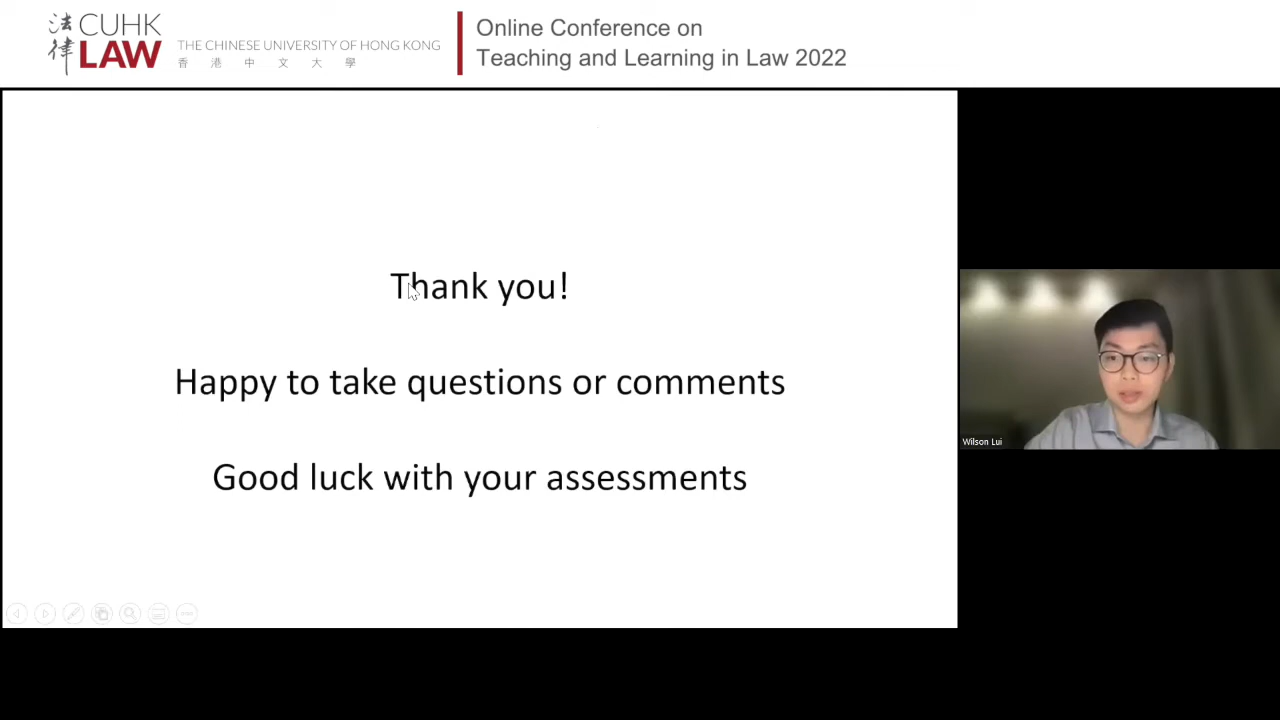 法律
CUHK
LAW
THE CHINESE UNIVERSITY OF HONG KONG
香港中文大學
Online Conference on
Teaching and Learning in Law 2022
Thank you!
Happy to take questions or comments
Good luck with your assessments
Wilson Lui